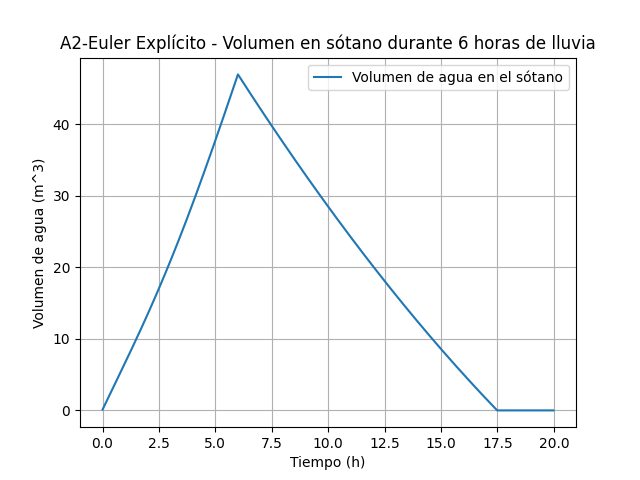 A2-Euler Explícito - Volumen en sótano durante 6 horas de lluvia
Volumen de agua en el sótano
Volumen de agua (m^3)
40
30
20
10
0
0.0 2.5 5.0 7.5 10.0 12.5 15.0 17.5 20.0
Tiempo (h)